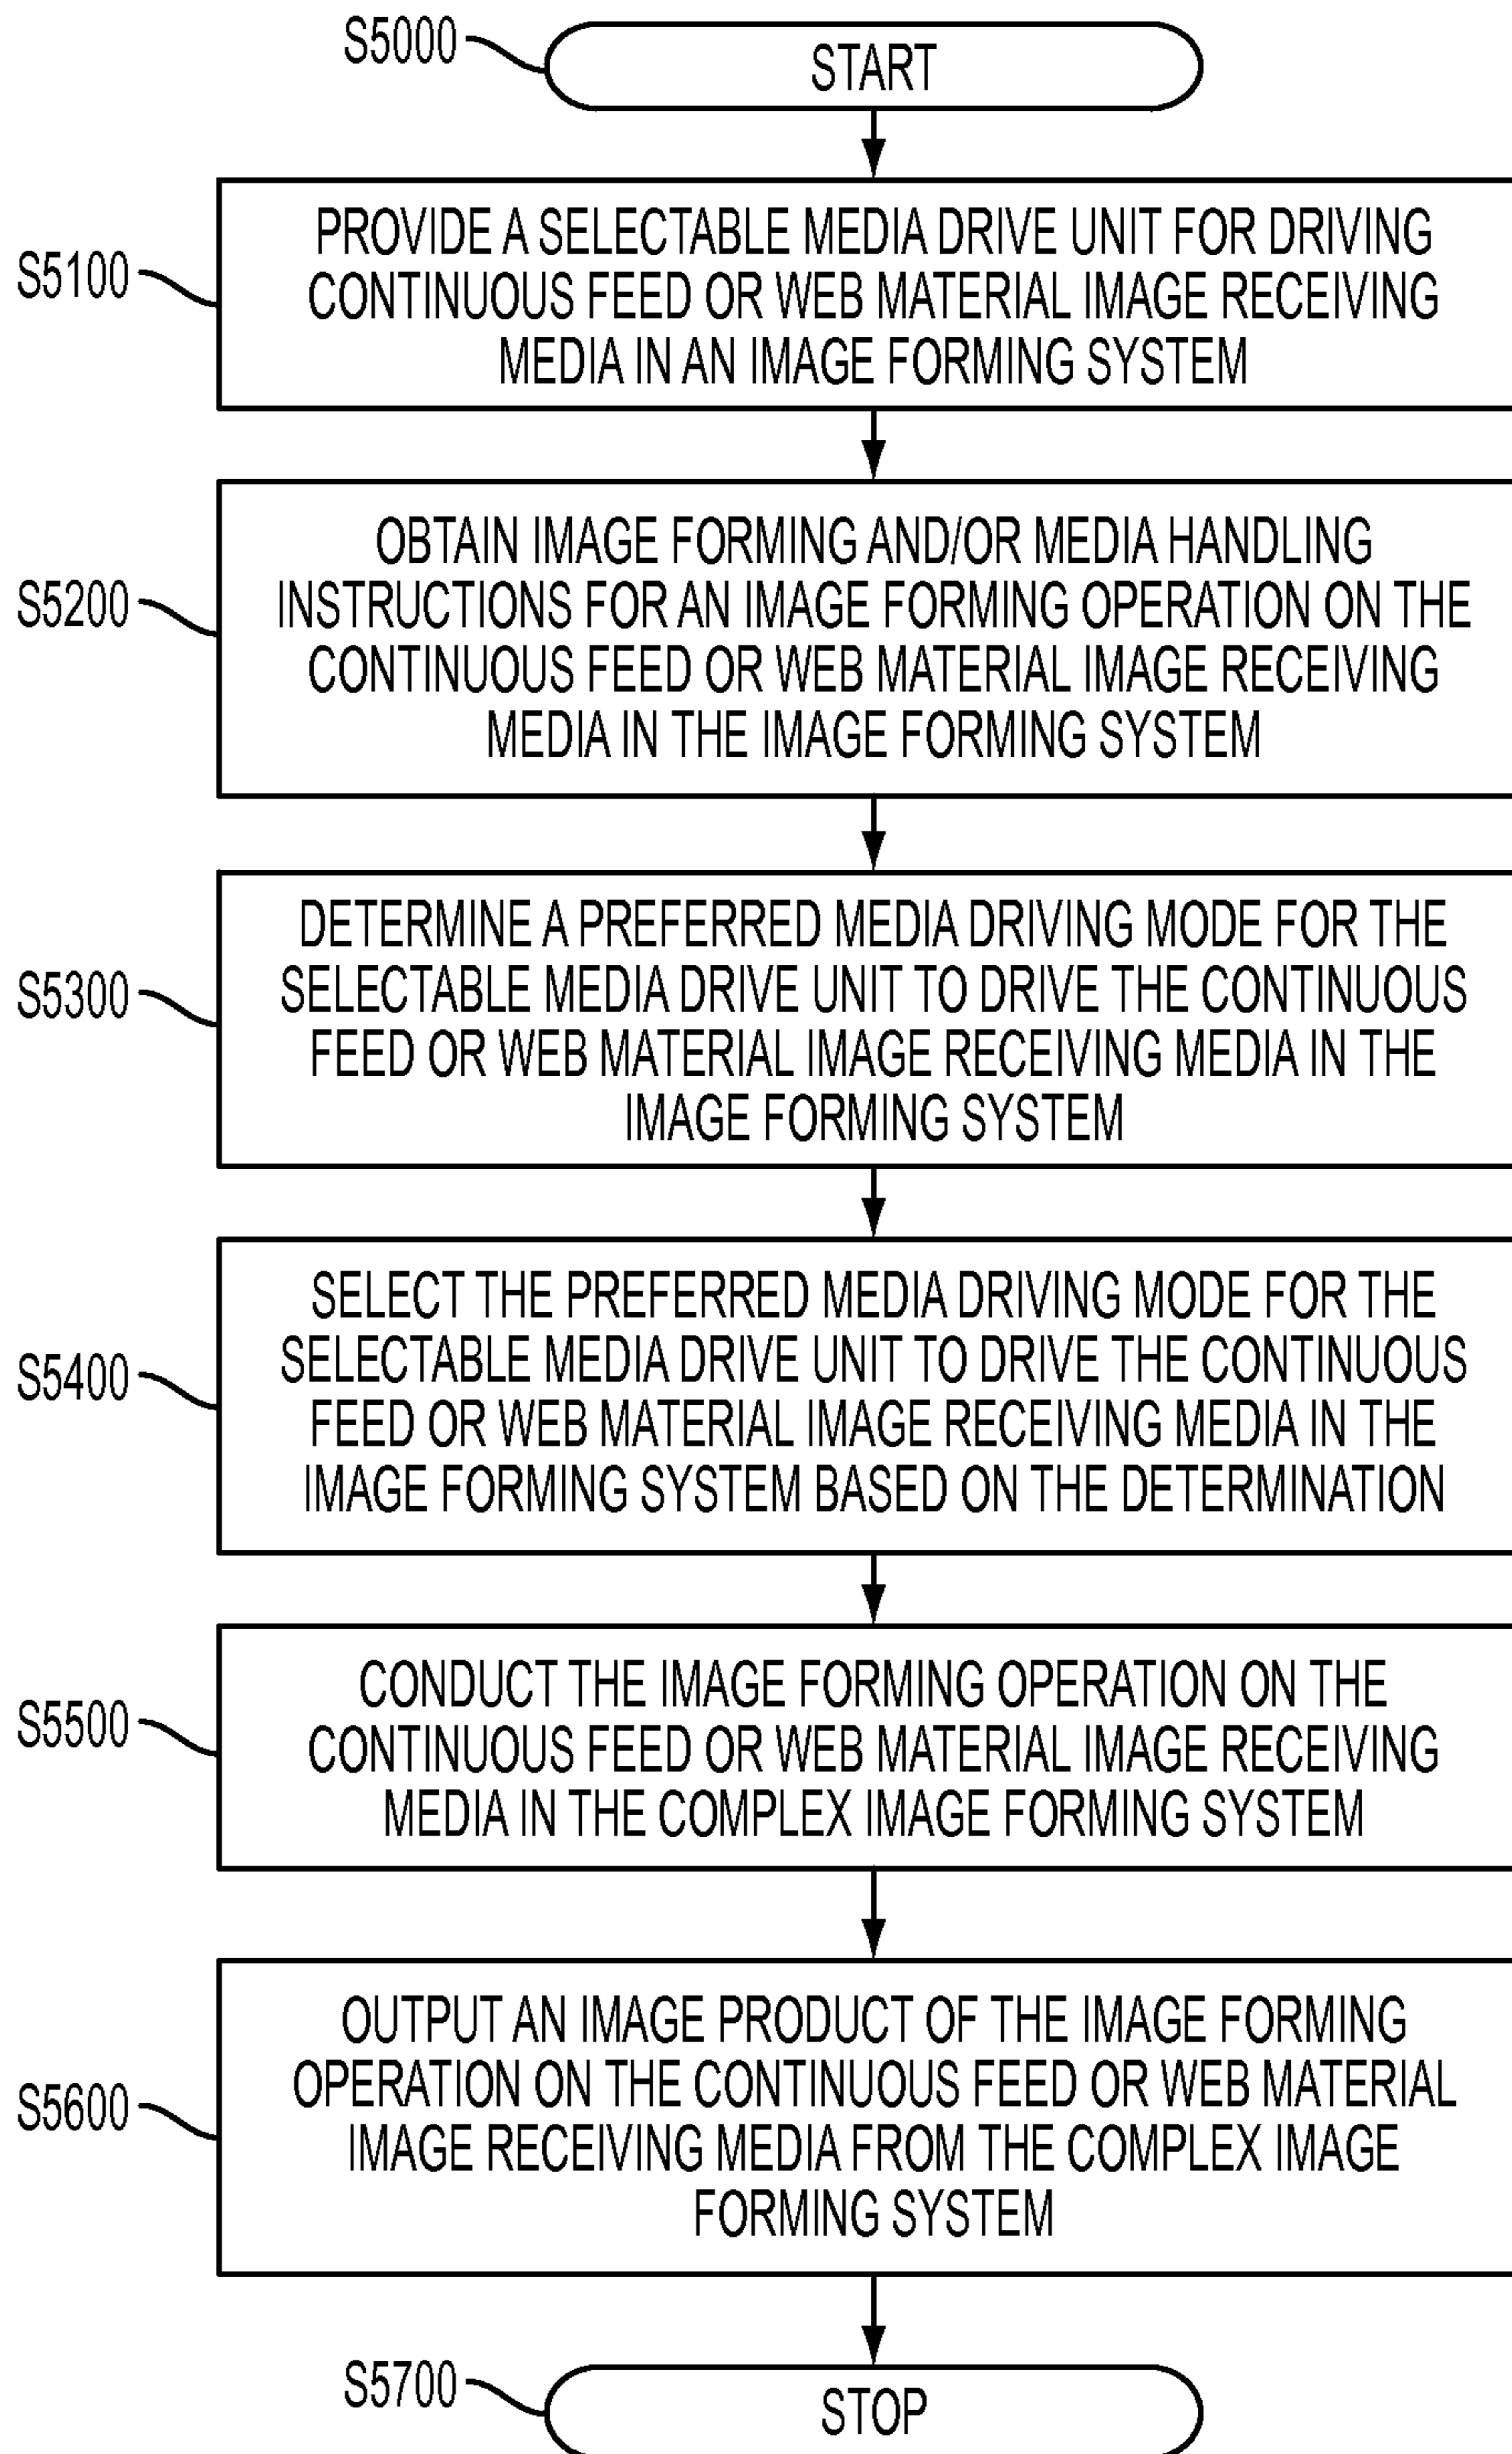 S5000
START
S5100
PROVIDE A SELECTABLE MEDIA DRIVE UNIT FOR DRIVING
CONTINUOUS FEED OR WEB MATERIAL IMAGE RECEIVING
MEDIA IN AN IMAGE FORMING SYSTEM
S5200
OBTAIN IMAGE FORMING AND/OR MEDIA HANDLING
INSTRUCTIONS FOR AN IMAGE FORMING OPERATION ON THE
CONTINUOUS FEED OR WEB MATERIAL IMAGE RECEIVING
MEDIA IN THE IMAGE FORMING SYSTEM
S5300
DETERMINE A PREFERRED MEDIA DRIVING MODE FOR THE
SELECTABLE MEDIA DRIVE UNIT TO DRIVE THE CONTINUOUS
FEED OR WEB MATERIAL IMAGE RECEIVING MEDIA IN THE
IMAGE FORMING SYSTEM
S5400
SELECT THE PREFERRED MEDIA DRIVING MODE FOR THE
SELECTABLE MEDIA DRIVE UNIT TO DRIVE THE CONTINUOUS
FEED OR WEB MATERIAL IMAGE RECEIVING MEDIA IN THE
IMAGE FORMING SYSTEM BASED ON THE DETERMINATION
S5500
CONDUCT THE IMAGE FORMING OPERATION ON THE
CONTINUOUS FEED OR WEB MATERIAL IMAGE RECEIVING
MEDIA IN THE COMPLEX IMAGE FORMING SYSTEM
S5600
OUTPUT AN IMAGE PRODUCT OF THE IMAGE FORMING
OPERATION ON THE CONTINUOUS FEED OR WEB MATERIAL
IMAGE RECEIVING MEDIA FROM THE COMPLEX IMAGE
FORMING SYSTEM
S5700
STOP